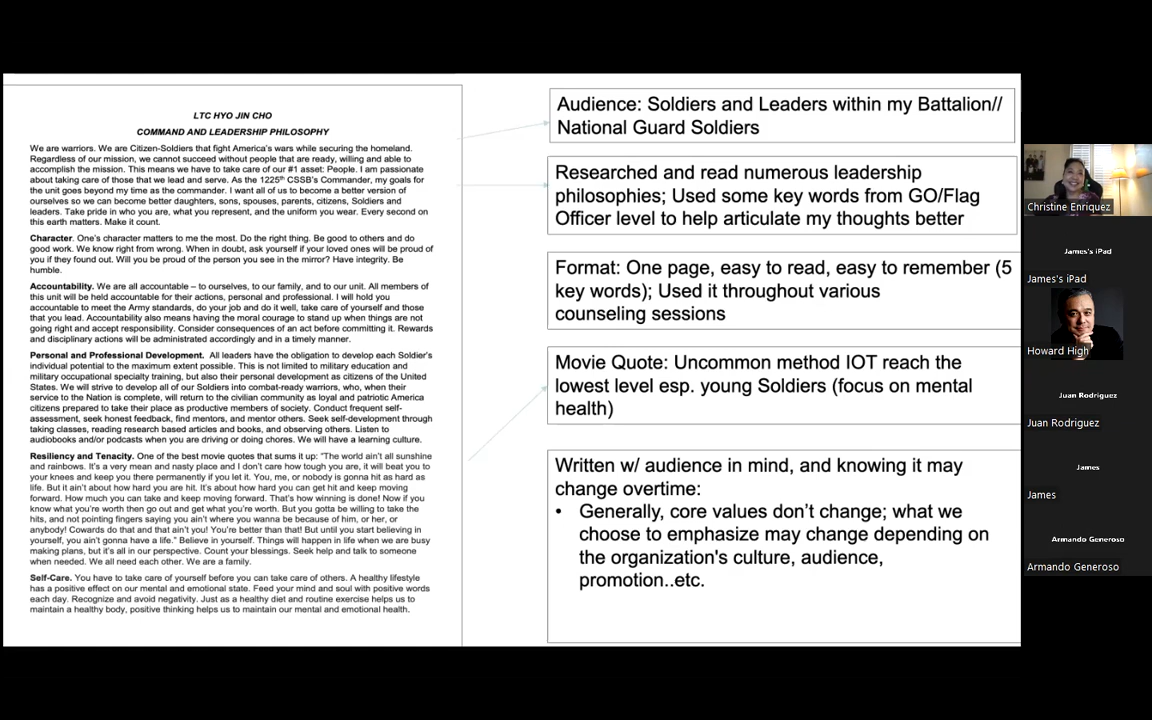 LTC HYO JIN CHO
COMMAND AND LEADERSHIP PHILOSOPHY
We are warriors. We are Citizen-Soldiers that fight America's wars while securing the homeland.
Regardless of our mission, we cannot succeed without people that are ready, willing and able to
accomplish the mission. This means we have to take care of our #1 asset: People. I am passionate
about taking care of those that we lead and serve. As the 1225th CSSB's Commander, my goals for
the unit goes beyond my time as the commander. I want all of us to become a better version of
ourselves so we can become better daughters, sons, spouses, parents, citizens, Soldiers and
leaders. Take pride in who you are, what you represent, and the uniform you wear. Every second on
this earth matters. Make it count.
Character. One's character matters to me the most. Do the right thing. Be good to others and do
good work. We know right from wrong. When in doubt, ask yourself if your loved ones will be proud of
you if they found out. Will you be proud of the person you see in the mirror? Have integrity. Be
humble.
Accountability. We are all accountable – to ourselves, to our family, and to our unit. All members of
this unit will be held accountable for their actions, personal and professional. I will hold you
accountable to meet the Army standards, do your job and do it well, take care of yourself and those
that you lead. Accountability also means having the moral courage to stand up when things are not
going right and accept responsibility. Consider consequences of an act before committing it. Rewards
and disciplinary actions will be administrated accordingly and in a timely manner.
Personal and Professional Development. All leaders have the obligation to develop each Soldier's
individual potential to the maximum extent possible. This is not limited to military education and
military occupational specialty training, but also their personal development as citizens of the United
States. We will strive to develop all of our Soldiers into combat-ready warriors, who, when their
service to the Nation is complete, will return to the civilian community as loyal and patriotic America
citizens prepared to take their place as productive members of society. Conduct frequent self-
assessment, seek honest feedback, find mentors, and mentor others. Seek self-development through
taking classes, reading research based articles and books, and observing others. Listen to
audiobooks and/or podcasts when you are driving or doing chores. We will have a learning culture.
Resiliency and Tenacity. One of the best movie quotes that sums it up: "The world ain't all sunshine
and rainbows. It's a very mean and nasty place and I don't care how tough you are, it will beat you to
your knees and keep you there permanently if you let it. You, me, or nobody is gonna hit as hard as
life. But it ain't about how hard you are hit. It's about how hard you can get hit and keep moving
forward. How much you can take and keep moving forward. That's how winning is done! Now if you
know what you're worth then go out and get what you're worth. But you gotta be willing to take the
hits, and not pointing fingers saying you ain't where you wanna be because of him, or her, or
anybody! Cowards do that and that ain't you! You're better than that! But until you start believing in
yourself, you ain't gonna have a life." Believe in yourself. Things will happen in life when we are busy
making plans, but it's all in our perspective. Count your blessings. Seek help and talk to someone
when needed. We all need each other. We are a family.
Self-Care. You have to take care of yourself before you can take care of others. A healthy lifestyle
has a positive effect on our mental and emotional state. Feed your mind and soul with positive words
each day. Recognize and avoid negativity. Just as a healthy diet and routine exercise helps us to
maintain a healthy body, positive thinking helps us to maintain our mental and emotional health.
Audience: Soldiers and Leaders within my Battalion//
National Guard Soldiers
Researched and read numerous leadership
philosophies; Used some key words from GO/Flag
Officer level to help articulate my thoughts better
Format: One page, easy to read, easy to remember (5
key words); Used it throughout various
counseling sessions
Movie Quote: Uncommon method IOT reach the
lowest level esp. young Soldiers (focus on mental
health)
Written w/ audience in mind, and knowing it may
change overtime:
• Generally, core values don't change; what we
choose to emphasize may change depending on
the organization's culture, audience,
promotion..etc.
Christine Enriquez
James's iPad
James's iPad
Howard High
Juan Rodriguez
Juan Rodriguez
James
James
Armando Generoso
Armando Generoso